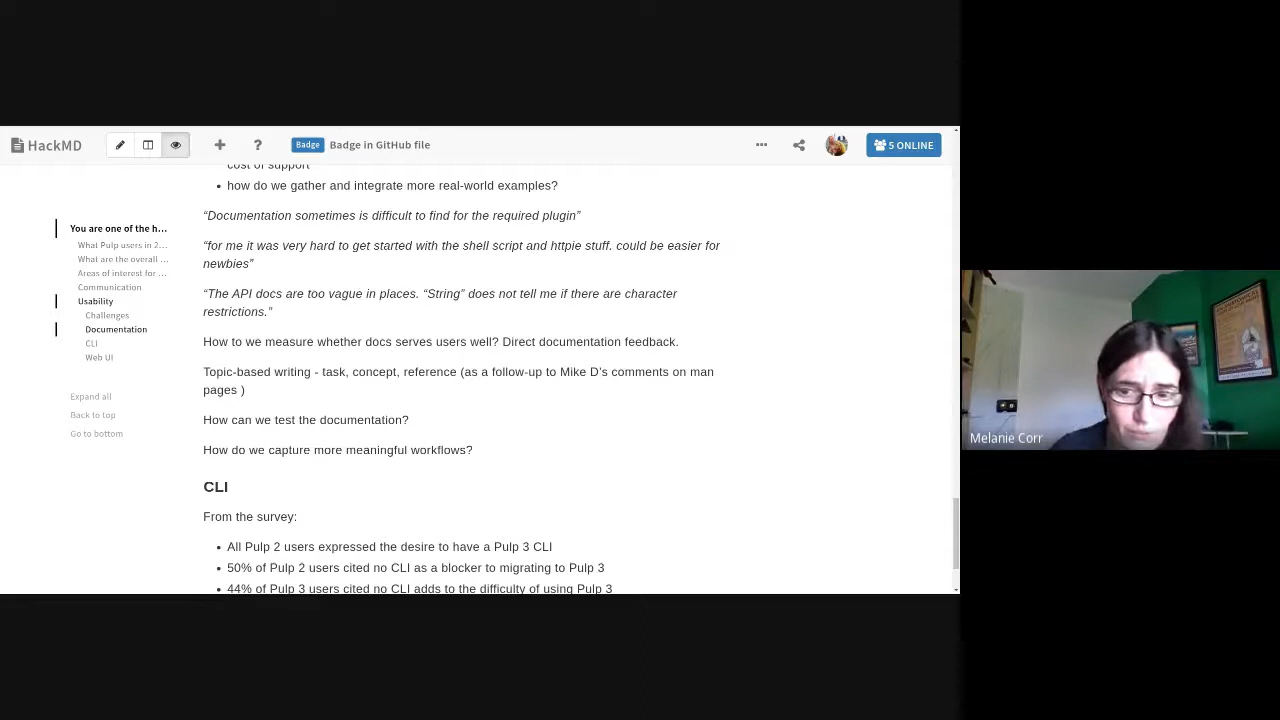 HackMD
Badge Badge in GitHub file
5 ONLINE
cost of support
how do we gather and integrate more real-world examples?
“Documentation sometimes is difficult to find for the required plugin”
“for me it was very hard to get started with the shell script and httpie stuff. could be easier for
newbies”
“The API docs are too vague in places. “String” does not tell me if there are character
restrictions.”
How to we measure whether docs serves users well? Direct documentation feedback.
Topic-based writing - task, concept, reference (as a follow-up to Mike D’s comments on man
pages )
How can we test the documentation?
How do we capture more meaningful workflows?
CLI
From the survey:
All Pulp 2 users expressed the desire to have a Pulp 3 CLI
50% of Pulp 2 users cited no CLI as a blocker to migrating to Pulp 3
44% of Pulp 3 users cited no CLI adds to the difficulty of using Pulp 3
You are one of the h...
What Pulp users in 2...
What are the overall ...
Areas of interest for ...
Communication
Usability
Challenges
Documentation
CLI
Web UI
Expand all
Back to top
Go to bottom
Melanie Corr